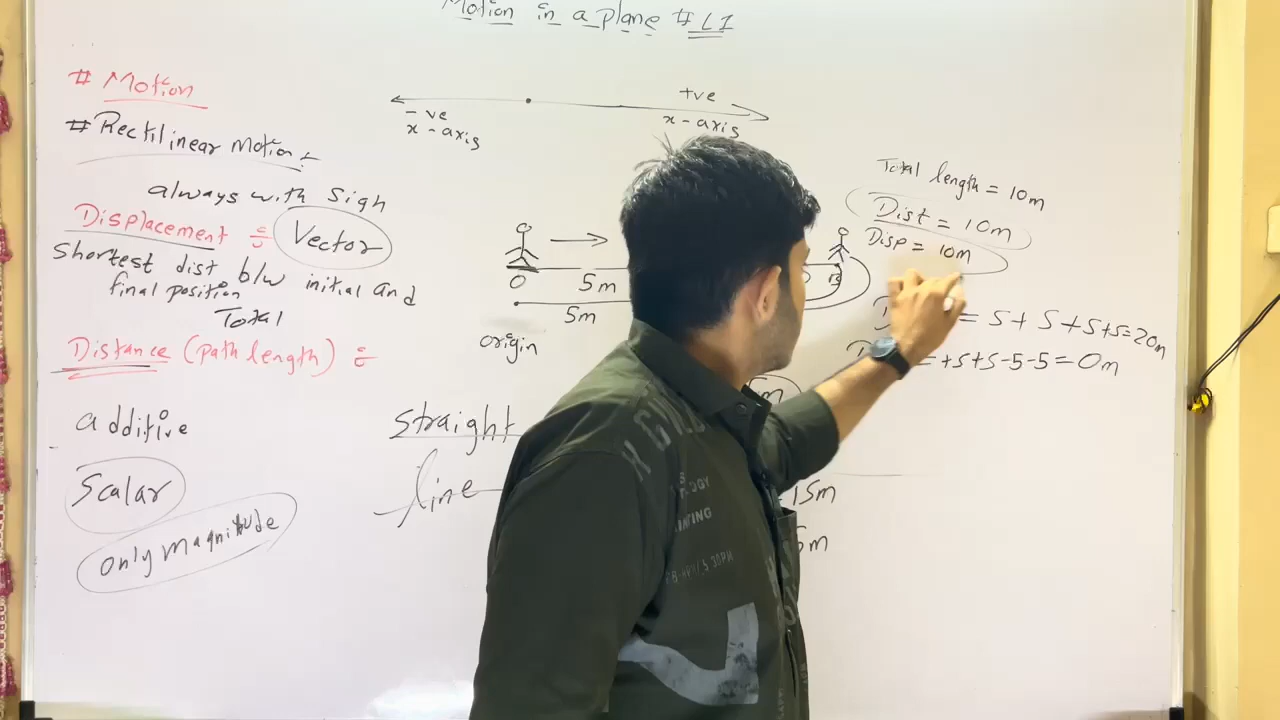 Motion in a plane # L1
# Motion
# Rectilinear Motion :-
always with sign
Displacement :- Vector
shortest dist b/w initial and
final position
Total
Distance (path length) :-
additive
Scalar
only magnitude
-ve
x-axis
+ve
x-axis
O
5m
5m
B
origin
straight
line
Total length = 10m
Dist = 10m
Disp = 10m
= 5+5+5+5=20m
= +5+5-5-5=0m
15m